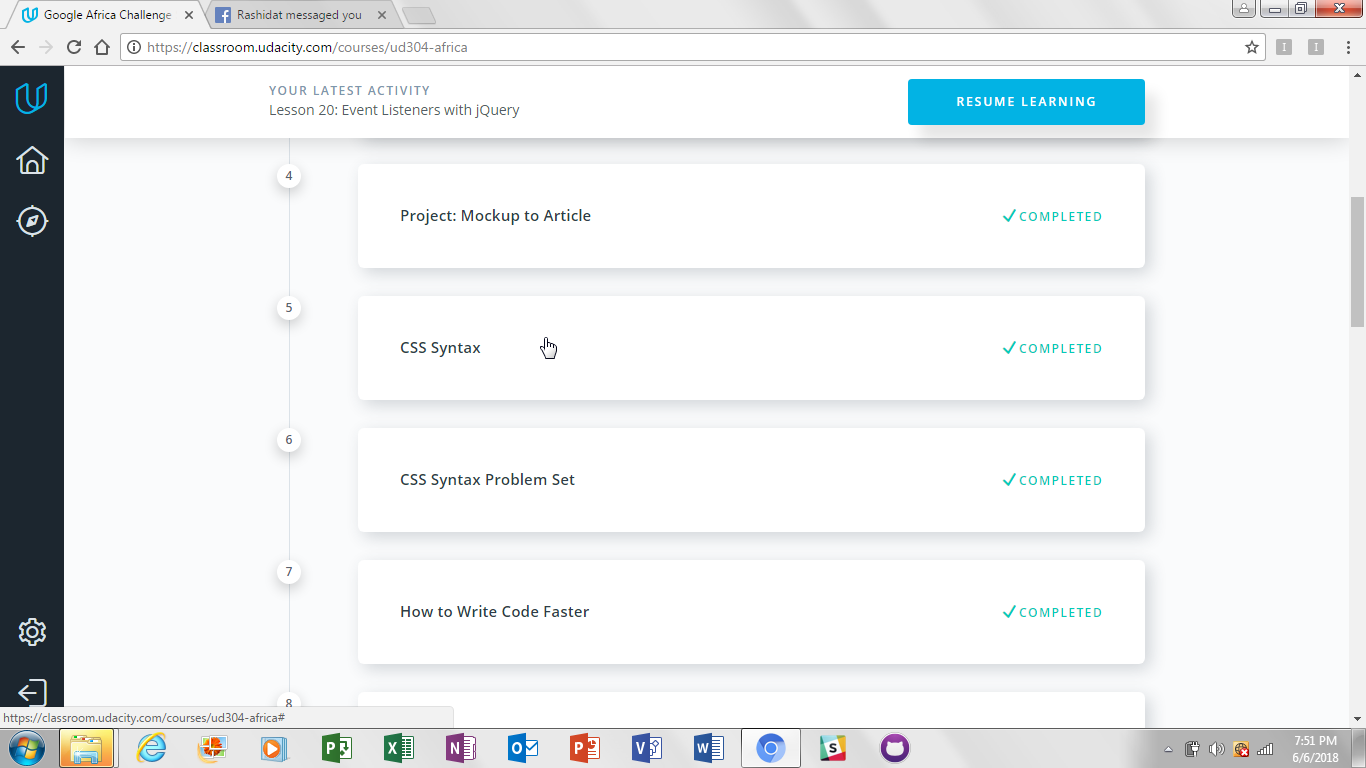 Google Africa Challenge
Rashidat messaged you
https://classroom.udacity.com/courses/ud304-africa
YOUR LATEST ACTIVITY
Lesson 20: Event Listeners with jQuery
RESUME LEARNING
4
Project: Mockup to Article
COMPLETED
5
CSS Syntax
COMPLETED
6
CSS Syntax Problem Set
COMPLETED
7
How to Write Code Faster
COMPLETED
8
https://classroom.udacity.com/courses/ud304-africa#
7:51 PM
6/6/2018